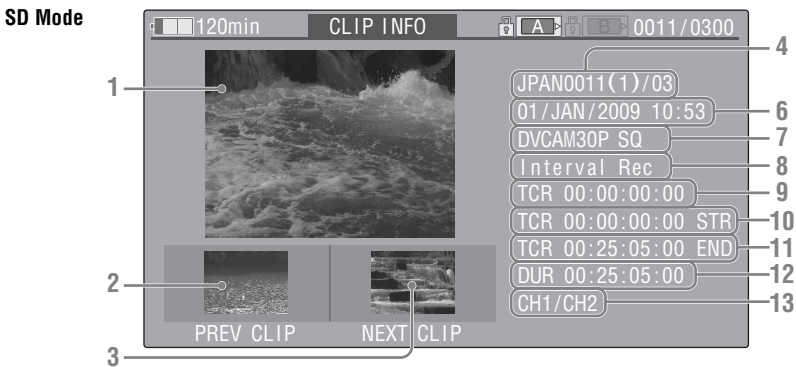 SD Mode
120min CLIP INFO A B 0011/0300
1
2
3
PREV CLIP NEXT CLIP
JPAN0011(1)/03
01/JAN/2009 10:53
DVCAM30P SQ
Interval Rec
TCR 00:00:00:00
TCR 00:00:00:00 STR
TCR 00:25:05:00 END
DUR 00:25:05:00
CH1/CH2
4
6
7
8
9
10
11
12
13